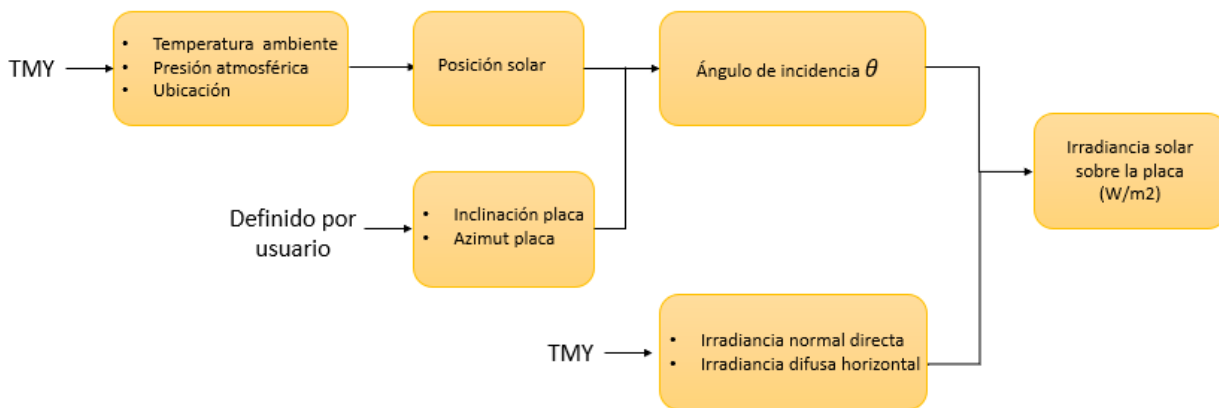 TMY
• Temperatura ambiente
• Presión atmosférica
• Ubicación
Posición solar
Ángulo de incidencia θ
Irradiancia solar
sobre la placa
(W/m2)
Definido por
usuario
• Inclinación placa
• Azimut placa
TMY
• Irradiancia normal directa
• Irradiancia difusa horizontal